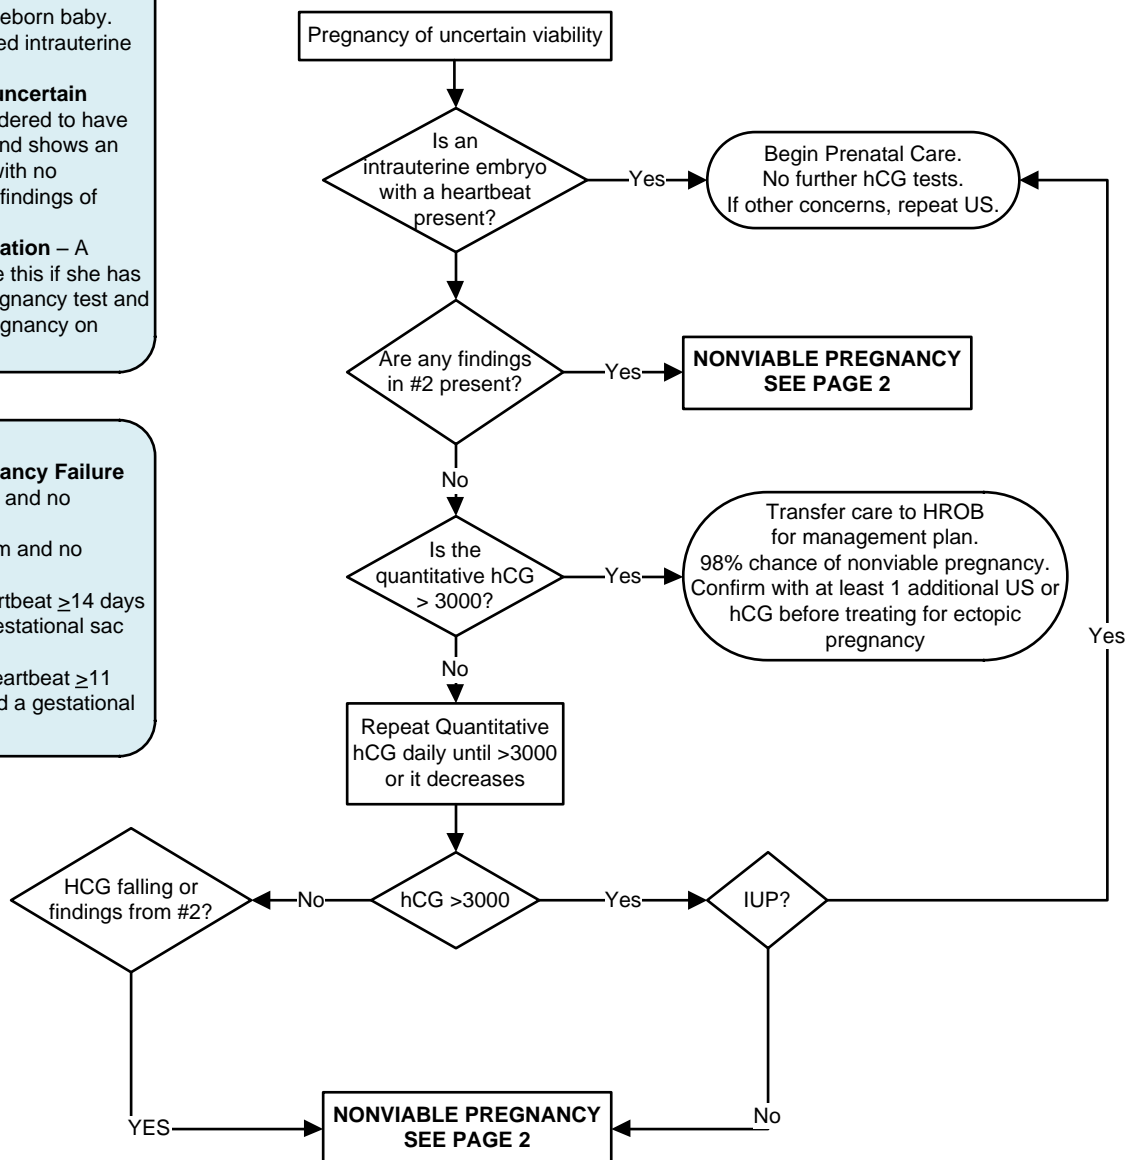 eborn baby.
ed intrauterine
uncertain
dered to have
nd shows an
with no
findings of
ation – A
e this if she has
gnancy test and
gnancy on
ancy Failure
and no
m and no
rtbeat >14 days
estational sac
eartbeat >11
d a gestational
Pregnancy of uncertain viability
Is an
intrauterine embryo
with a heartbeat
present?
Yes
Begin Prenatal Care.
No further hCG tests.
If other concerns, repeat US.
Are any findings
in #2 present?
Yes
NONVIABLE PREGNANCY
SEE PAGE 2
No
Is the
quantitative hCG
> 3000?
Yes
Transfer care to HROB
for management plan.
98% chance of nonviable pregnancy.
Confirm with at least 1 additional US or
hCG before treating for ectopic
pregnancy
Yes
No
Repeat Quantitative
hCG daily until >3000
or it decreases
HCG falling or
findings from #2?
No
hCG >3000
Yes
IUP?
YES
NONVIABLE PREGNANCY
SEE PAGE 2
No